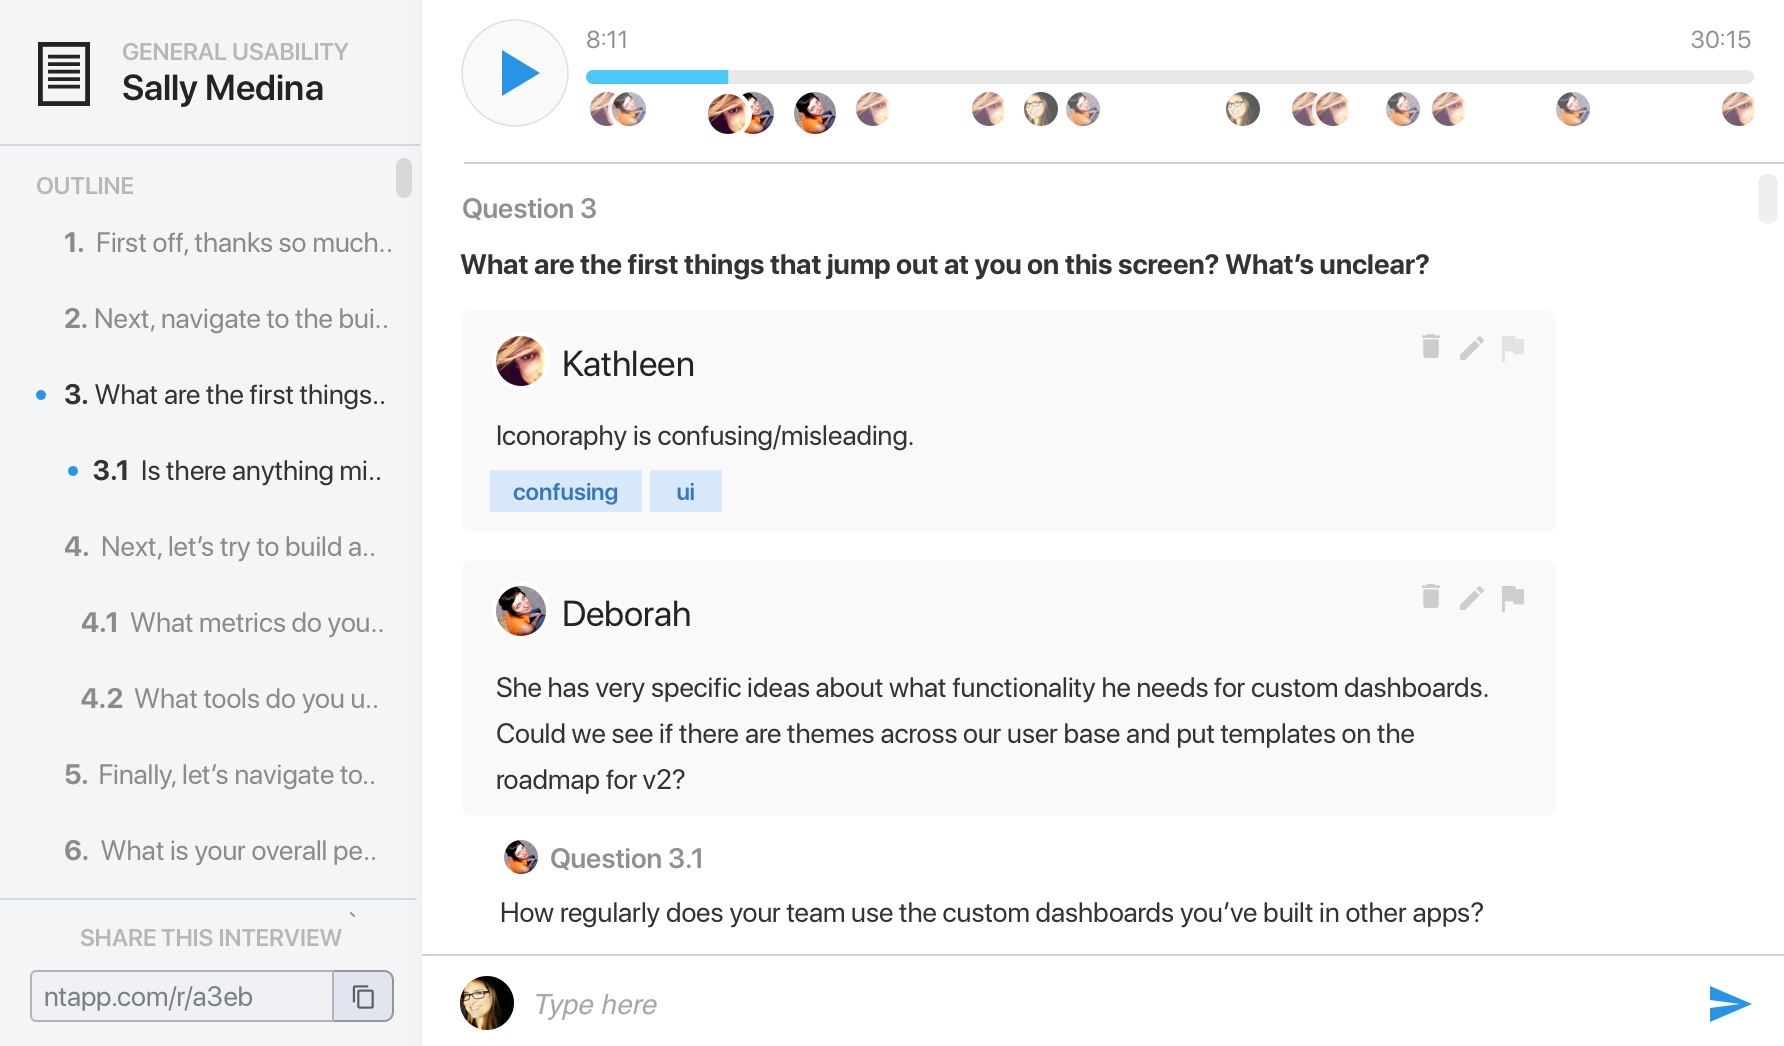 GENERAL USABILITY
Sally Medina
OUTLINE
1. First off, thanks so much..
2. Next, navigate to the bui..
3. What are the first things..
3.1 Is there anything mi..
4. Next, let’s try to build a..
4.1 What metrics do you..
4.2 What tools do you u..
5. Finally, let’s navigate to..
6. What is your overall pe..
`
SHARE THIS INTERVIEW
ntapp.com/r/a3eb
8:11
30:15
Question 3
What are the first things that jump out at you on this screen? What’s unclear?
Kathleen
Iconoraphy is confusing/misleading.
confusing
ui
Deborah
She has very specific ideas about what functionality he needs for custom dashboards.
Could we see if there are themes across our user base and put templates on the
roadmap for v2?
Question 3.1
How regularly does your team use the custom dashboards you’ve built in other apps?
Type here